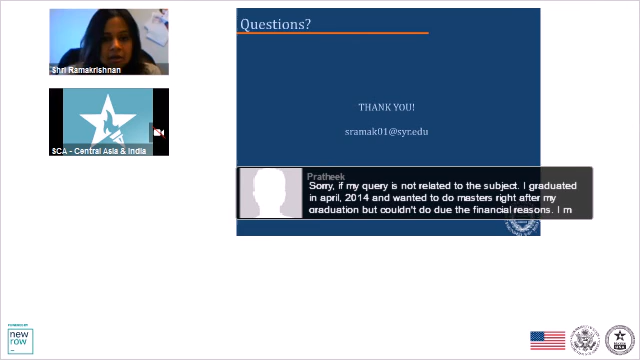 Questions?
THANK YOU!
sramak01@syr.edu
Shri Ramakrishnan
SCA - Central Asia & India
Pratheek
Sorry, if my query is not related to the subject. I graduated
in april, 2014 and wanted to do masters right after my
graduation but couldn't do due the financial reasons. I m
POWERED BY
new
row